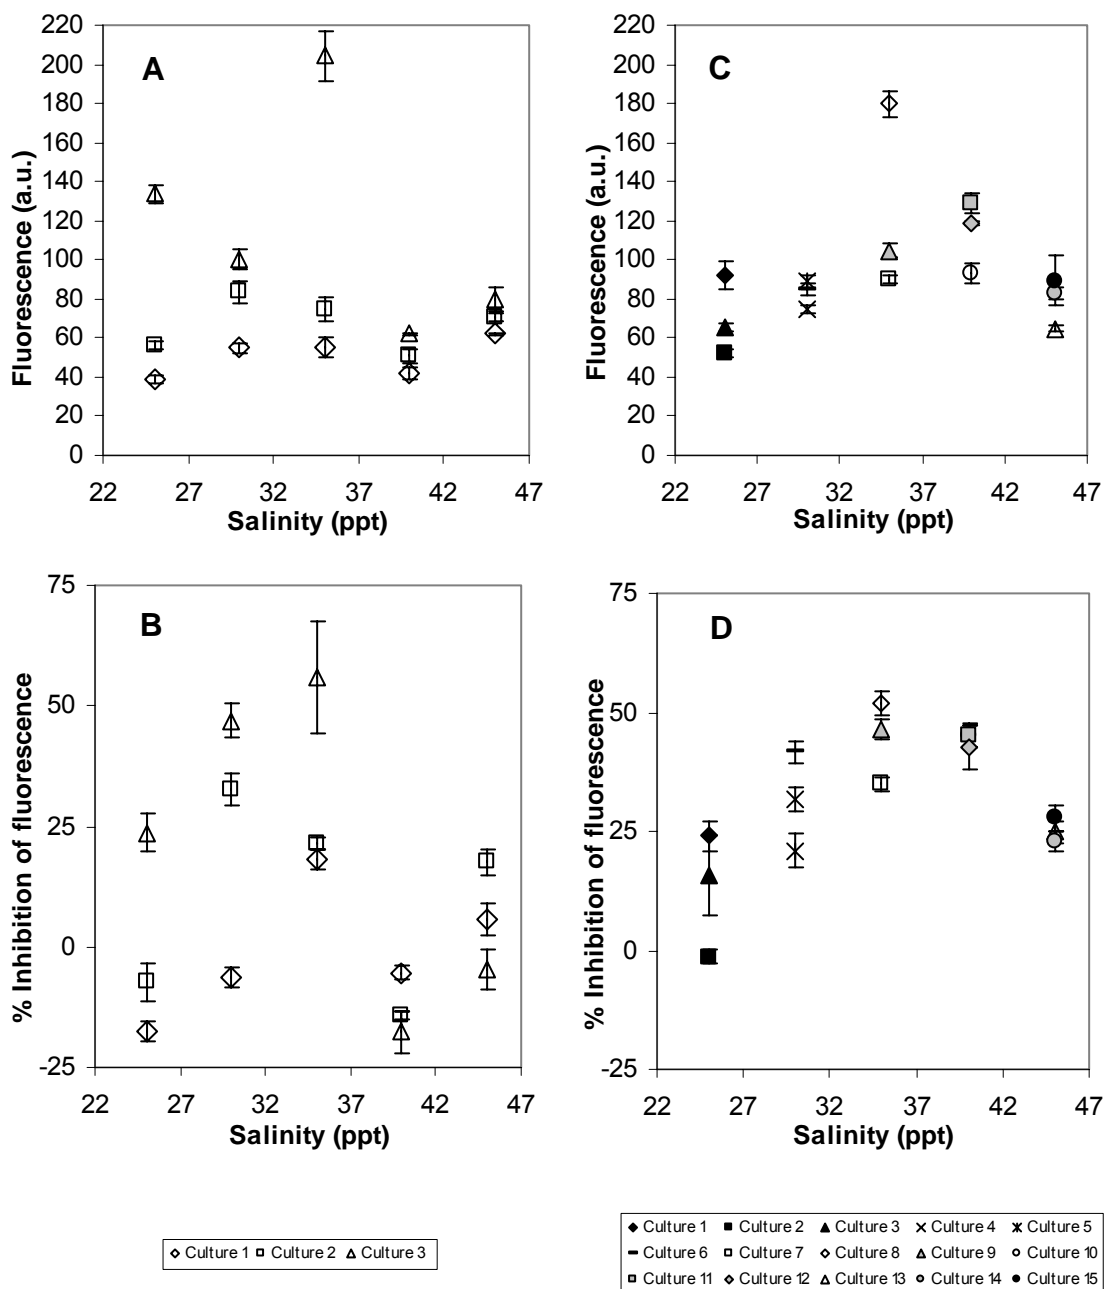 A
Fluorescence (a.u.)
220
200
180
160
140
120
100
80
60
40
20
0
22 27 32 37 42 47
Salinity (ppt)
C
Fluorescence (a.u.)
220
200
180
160
140
120
100
80
60
40
20
0
22 27 32 37 42 47
Salinity (ppt)
B
% Inhibition of fluorescence
75
50
25
0
-25
22 27 32 37 42 47
Salinity (ppt)
D
% Inhibition of fluorescence
75
50
25
0
-25
22 27 32 37 42 47
Salinity (ppt)
Culture 1 Culture 2 Culture 3
Culture 1 Culture 2 Culture 3 Culture 4 Culture 5
Culture 6 Culture 7 Culture 8 Culture 9 Culture 10
Culture 11 Culture 12 Culture 13 Culture 14 Culture 15